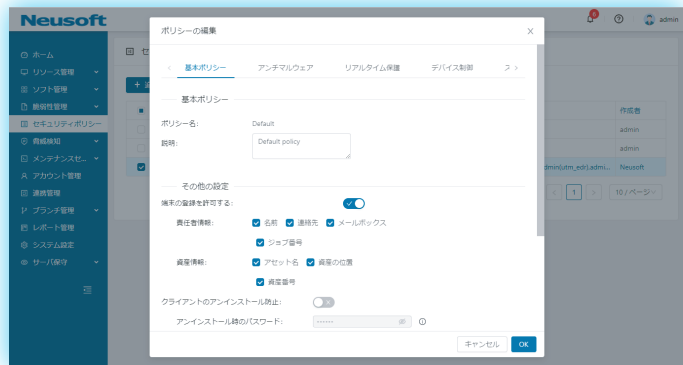 Neusoft
admin
ホーム
リソース管理
ソフト管理
脆弱性管理
セキュリティポリシー
脅威検知
メンテナンスセ...
アカウント管理
連携管理
ブランチ管理
レポート管理
システム設定
サーバ保守
ポリシーの編集
基本ポリシー アンチマルウェア リアルタイム保護 デバイス制御
基本ポリシー
ポリシー名: Default
説明: Default policy
その他の設定
端末の登録を許可する:
責任者情報: 名前 連絡先 メールボックス
ジョブ番号
資産情報: アセット名 資産の位置
資産番号
クライアントのアンインストール防止:
アンインストール時のパスワード: ......
キャンセル OK
作成者
admin
admin
dmin(utm_edr),admi... Neusoft
1 10 / ページ